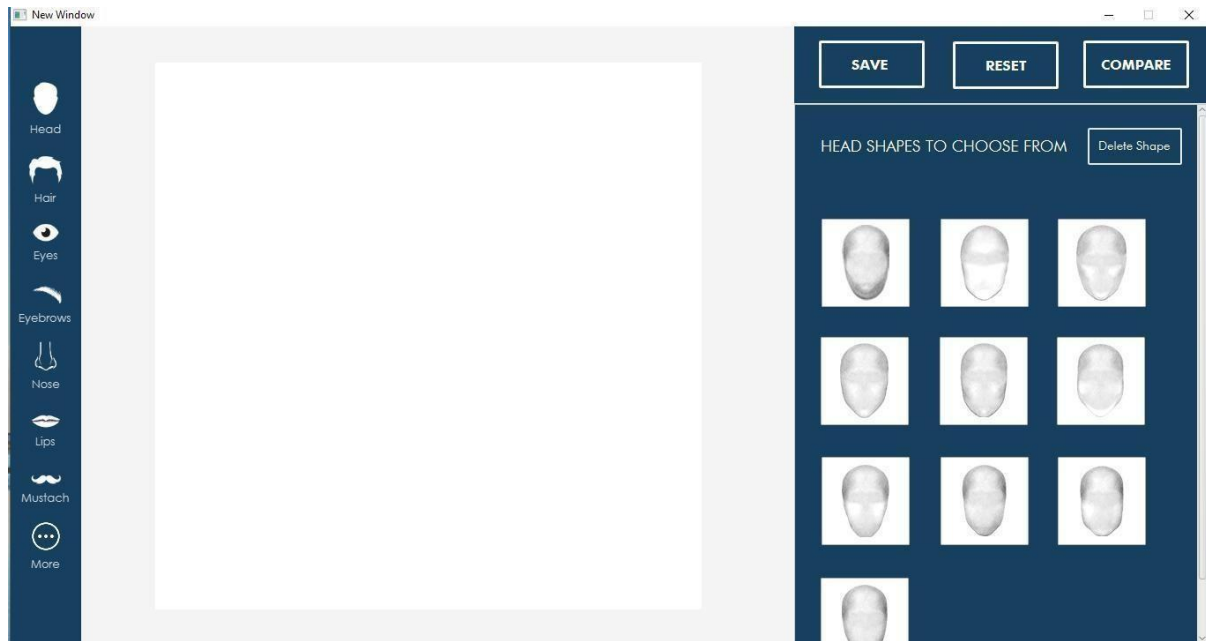 New Window
SAVE
RESET
COMPARE
Head
Hair
Eyes
Eyebrows
Nose
Lips
Mustach
More
HEAD SHAPES TO CHOOSE FROM
Delete Shape